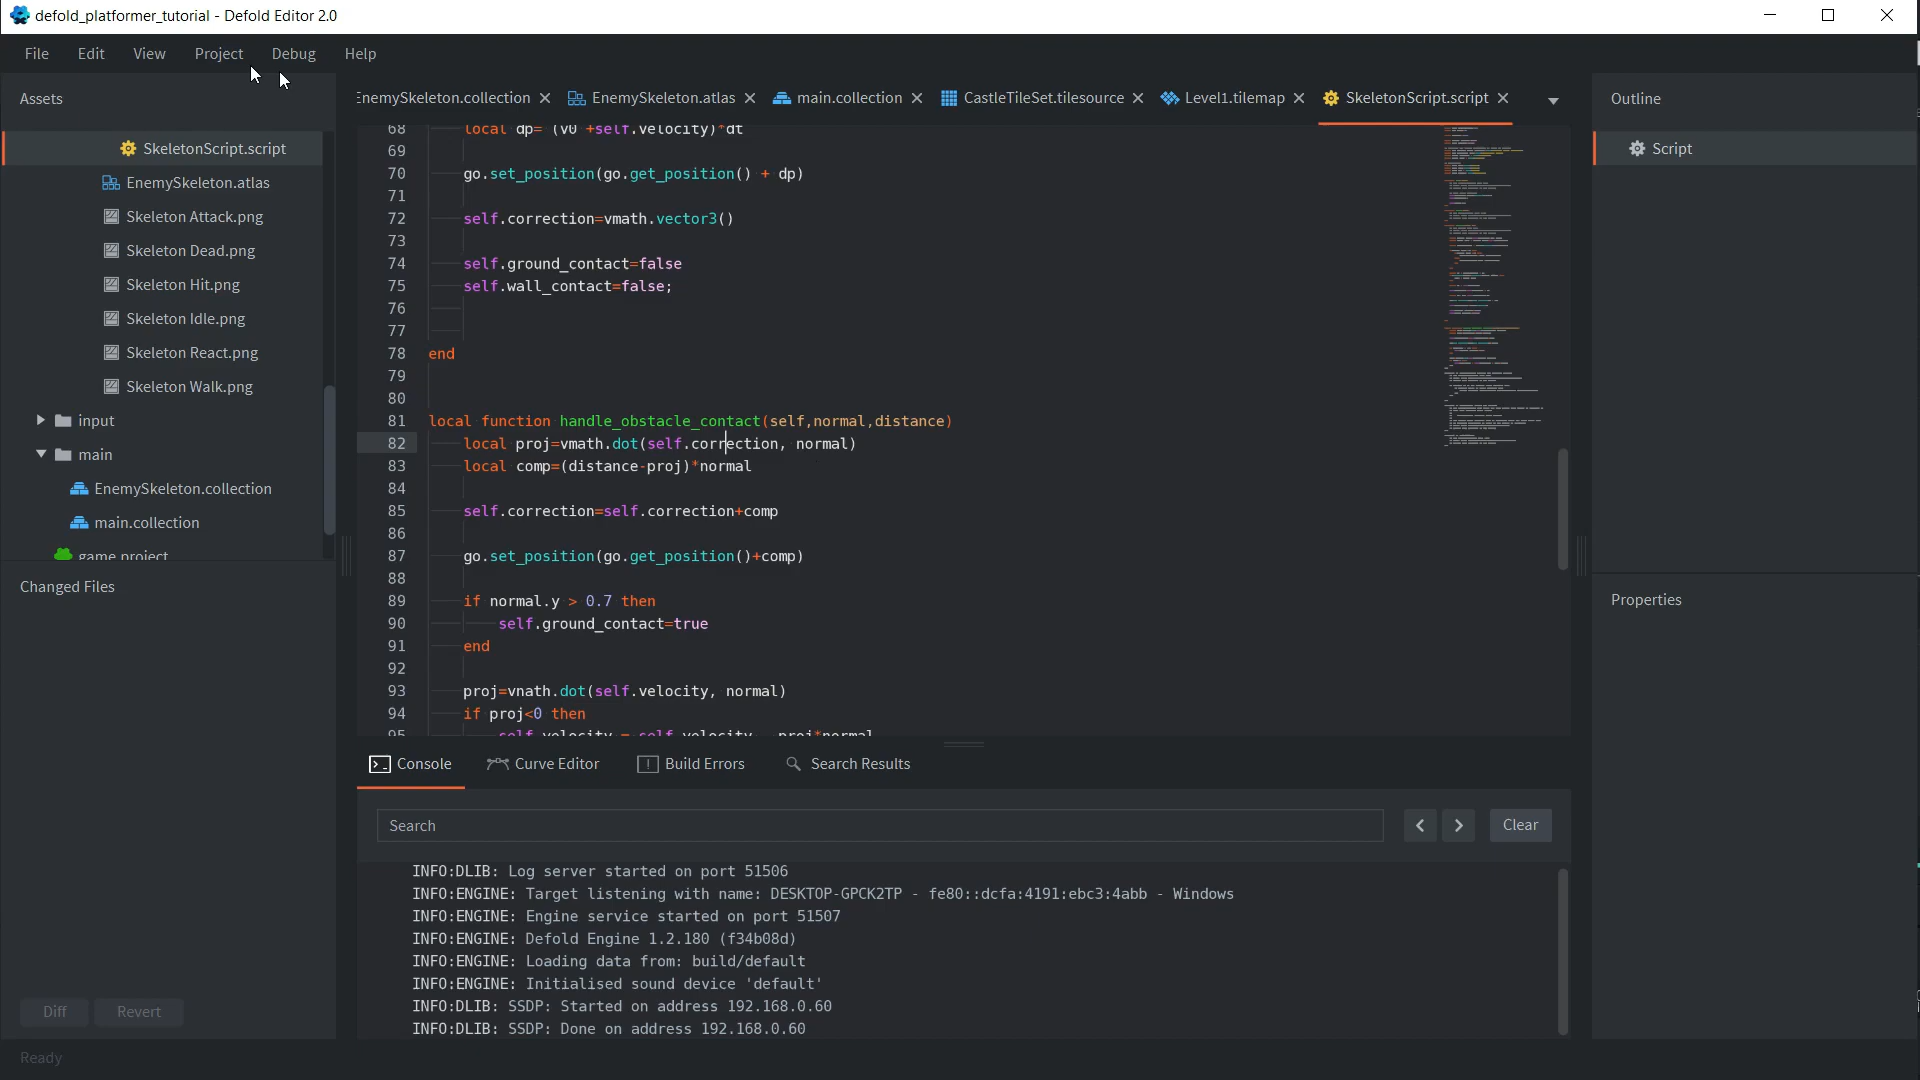 defold_platformer_tutorial - Defold Editor 2.0
File Edit View Project Debug Help
Assets
SkeletonScript.script
EnemySkeleton.atlas
Skeleton Attack.png
Skeleton Dead.png
Skeleton Hit.png
Skeleton Idle.png
Skeleton React.png
Skeleton Walk.png
input
main
EnemySkeleton.collection
main.collection
game.project
Changed Files
Diff Revert
Ready
EnemySkeleton.collection EnemySkeleton.atlas main.collection CastleTileSet.tilesource Level1.tilemap SkeletonScript.script
68 local dp= (v0 +self.velocity)*dt
69
70 go.set_position(go.get_position() + dp)
71
72 self.correction=vmath.vector3()
73
74 self.ground_contact=false
75 self.wall_contact=false;
76
77
78 end
79
80
81 local function handle_obstacle_contact(self,normal,distance)
82 local proj=vmath.dot(self.correction, normal)
83 local comp=(distance-proj)*normal
84
85 self.correction=self.correction+comp
86
87 go.set_position(go.get_position()+comp)
88
89 if normal.y > 0.7 then
90 self.ground_contact=true
91 end
92
93 proj=vnath.dot(self.velocity, normal)
94 if proj<0 then
95 self.velocity = self.velocity - proj*normal
Console Curve Editor Build Errors Search Results
Search Clear
INFO:DLIB: Log server started on port 51506
INFO:ENGINE: Target listening with name: DESKTOP-GPCK2TP - fe80::dcfa:4191:ebc3:4abb - Windows
INFO:ENGINE: Engine service started on port 51507
INFO:ENGINE: Defold Engine 1.2.180 (f34b08d)
INFO:ENGINE: Loading data from: build/default
INFO:ENGINE: Initialised sound device 'default'
INFO:DLIB: SSDP: Started on address 192.168.0.60
INFO:DLIB: SSDP: Done on address 192.168.0.60
Outline
Script
Properties